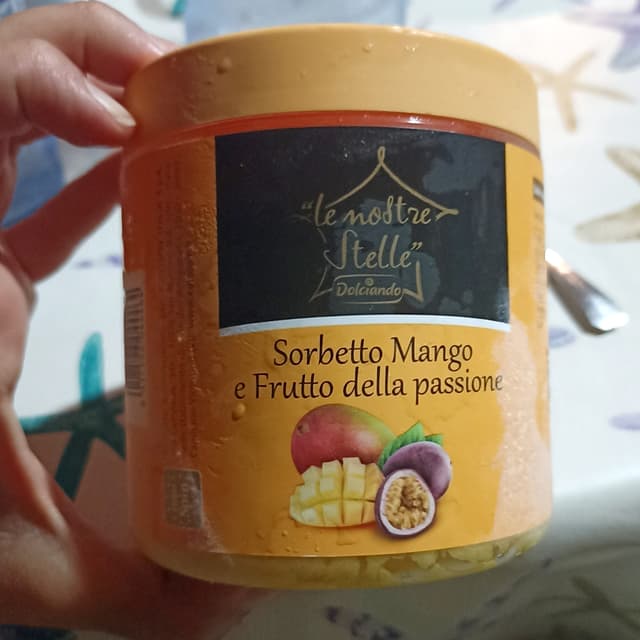 "le nostre
Stelle"
Dolciando
Sorbetto Mango
e Frutto della passione